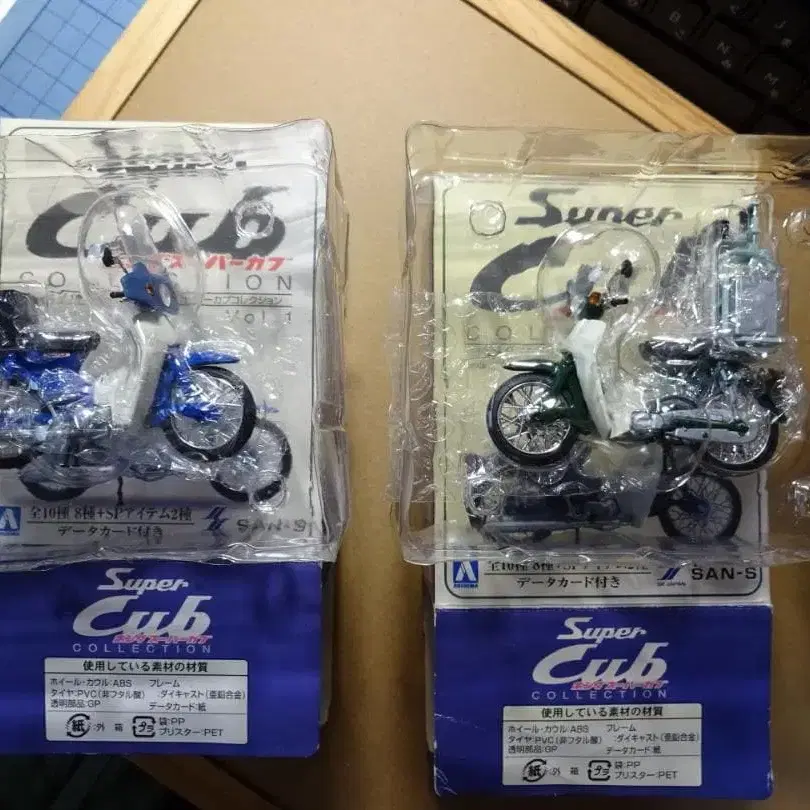 Cub
スーパーカブ
COLLECTION
ーカブコレクション
Vol.1
全10種 8種+SPアイテム2種
データカード付き
SAN-S
Super
Cub
ホンダスーパーカブ
COLLECTION
使用している素材の材質
ホイール・カウル:ABS フレーム
タイヤ:PVC(非フタル酸) :ダイキャスト(亜鉛合金)
透明部品:GP データカード:紙
紙:外箱 プラ 袋:PP
ブリスター:PET
Super
データカード付き
SK JAPAN
SAN-S
Super
Cub
ホンダスーパーカブ
COLLECTION
使用している素材の材質
ホイール・カウル:ABS フレーム
タイヤ:PVC(非フタル酸) :ダイキャスト(亜鉛合金)
透明部品:GP データカード:紙
紙:外箱 プラ 袋:PP
ブリスター:PET